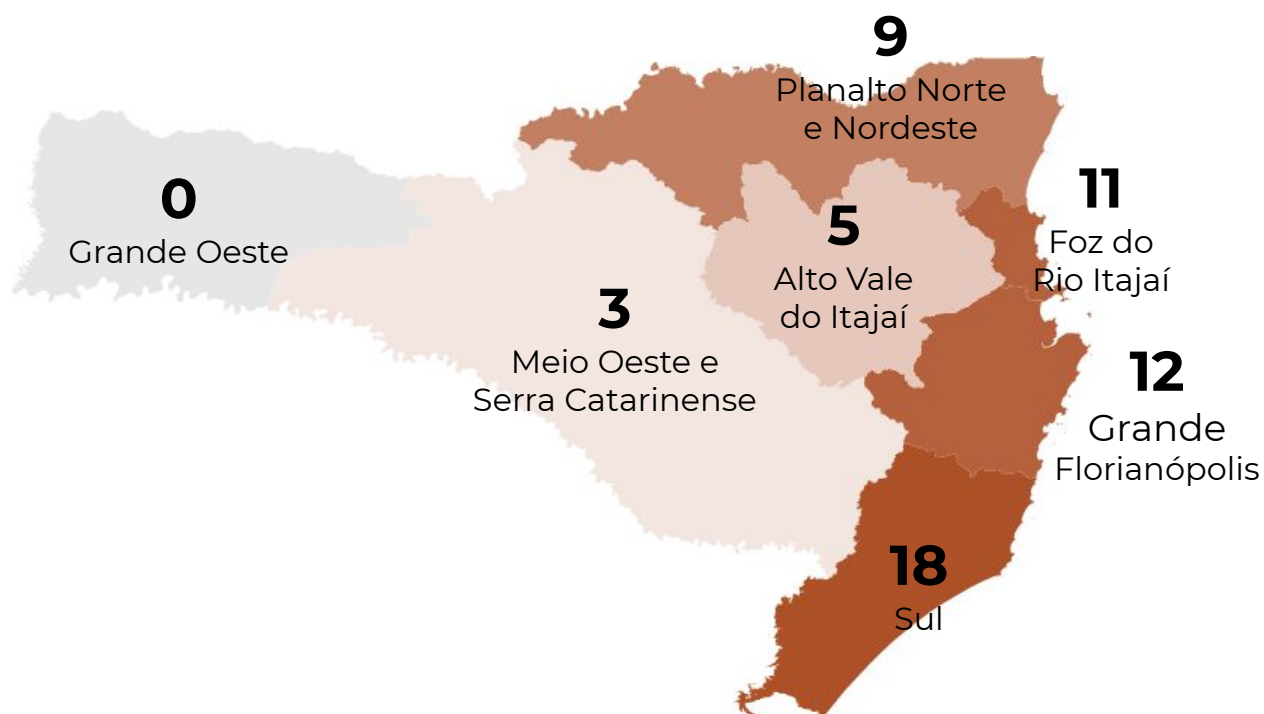 9
Planalto Norte
e Nordeste
0
Grande Oeste
11
Foz do
Rio Itajaí
5
Alto Vale
do Itajaí
3
Meio Oeste e
Serra Catarinense
12
Grande
Florianópolis
18
Sul